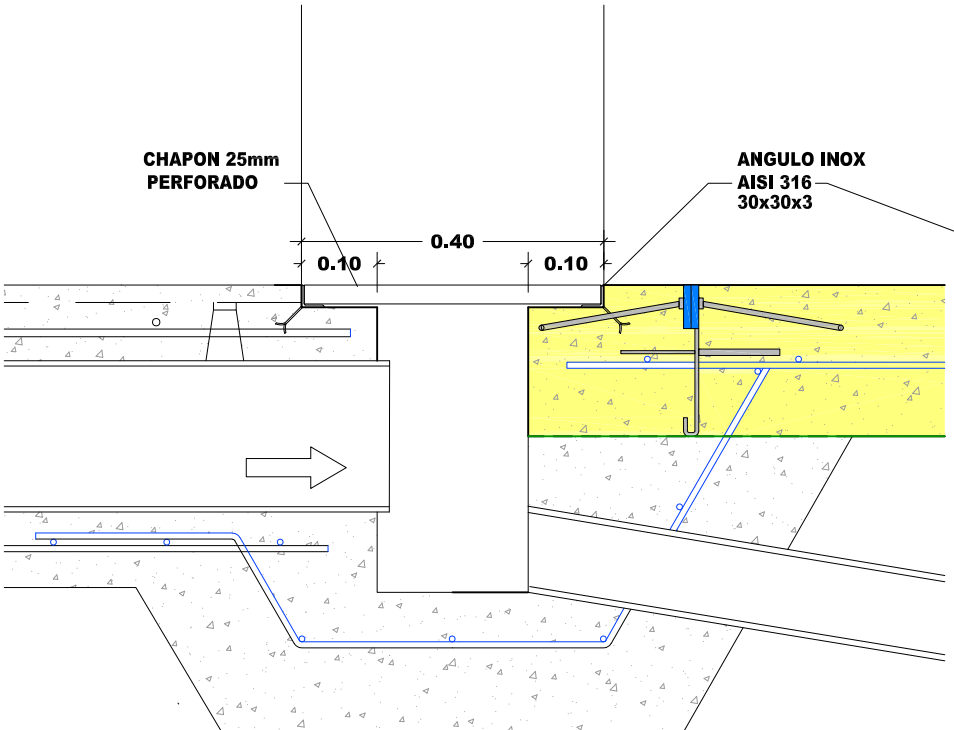 CHAPON 25mm
PERFORADO
ANGULO INOX
AISI 316
30x30x3
0.40
0.10
0.10